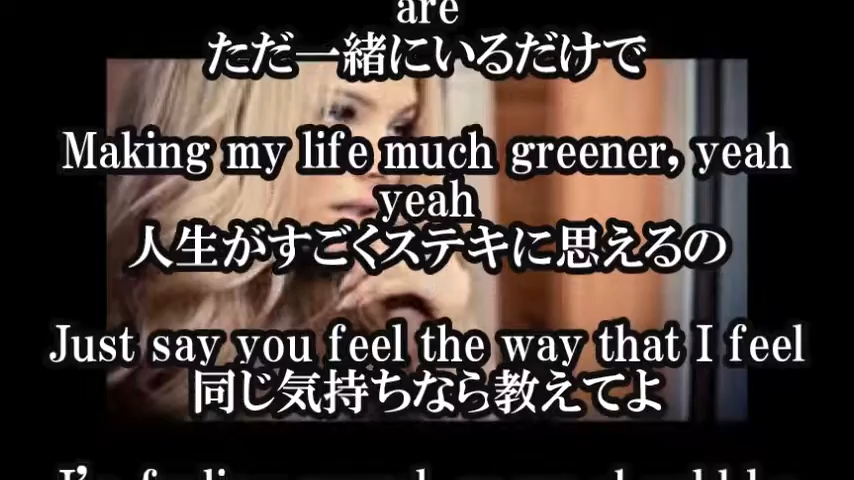 are
ただ一緒にいるだけで
Making my life much greener, yeah
yeah
人生がすごくステキに思えるの
Just say you feel the way that I feel
同じ気持ちなら教えてよ